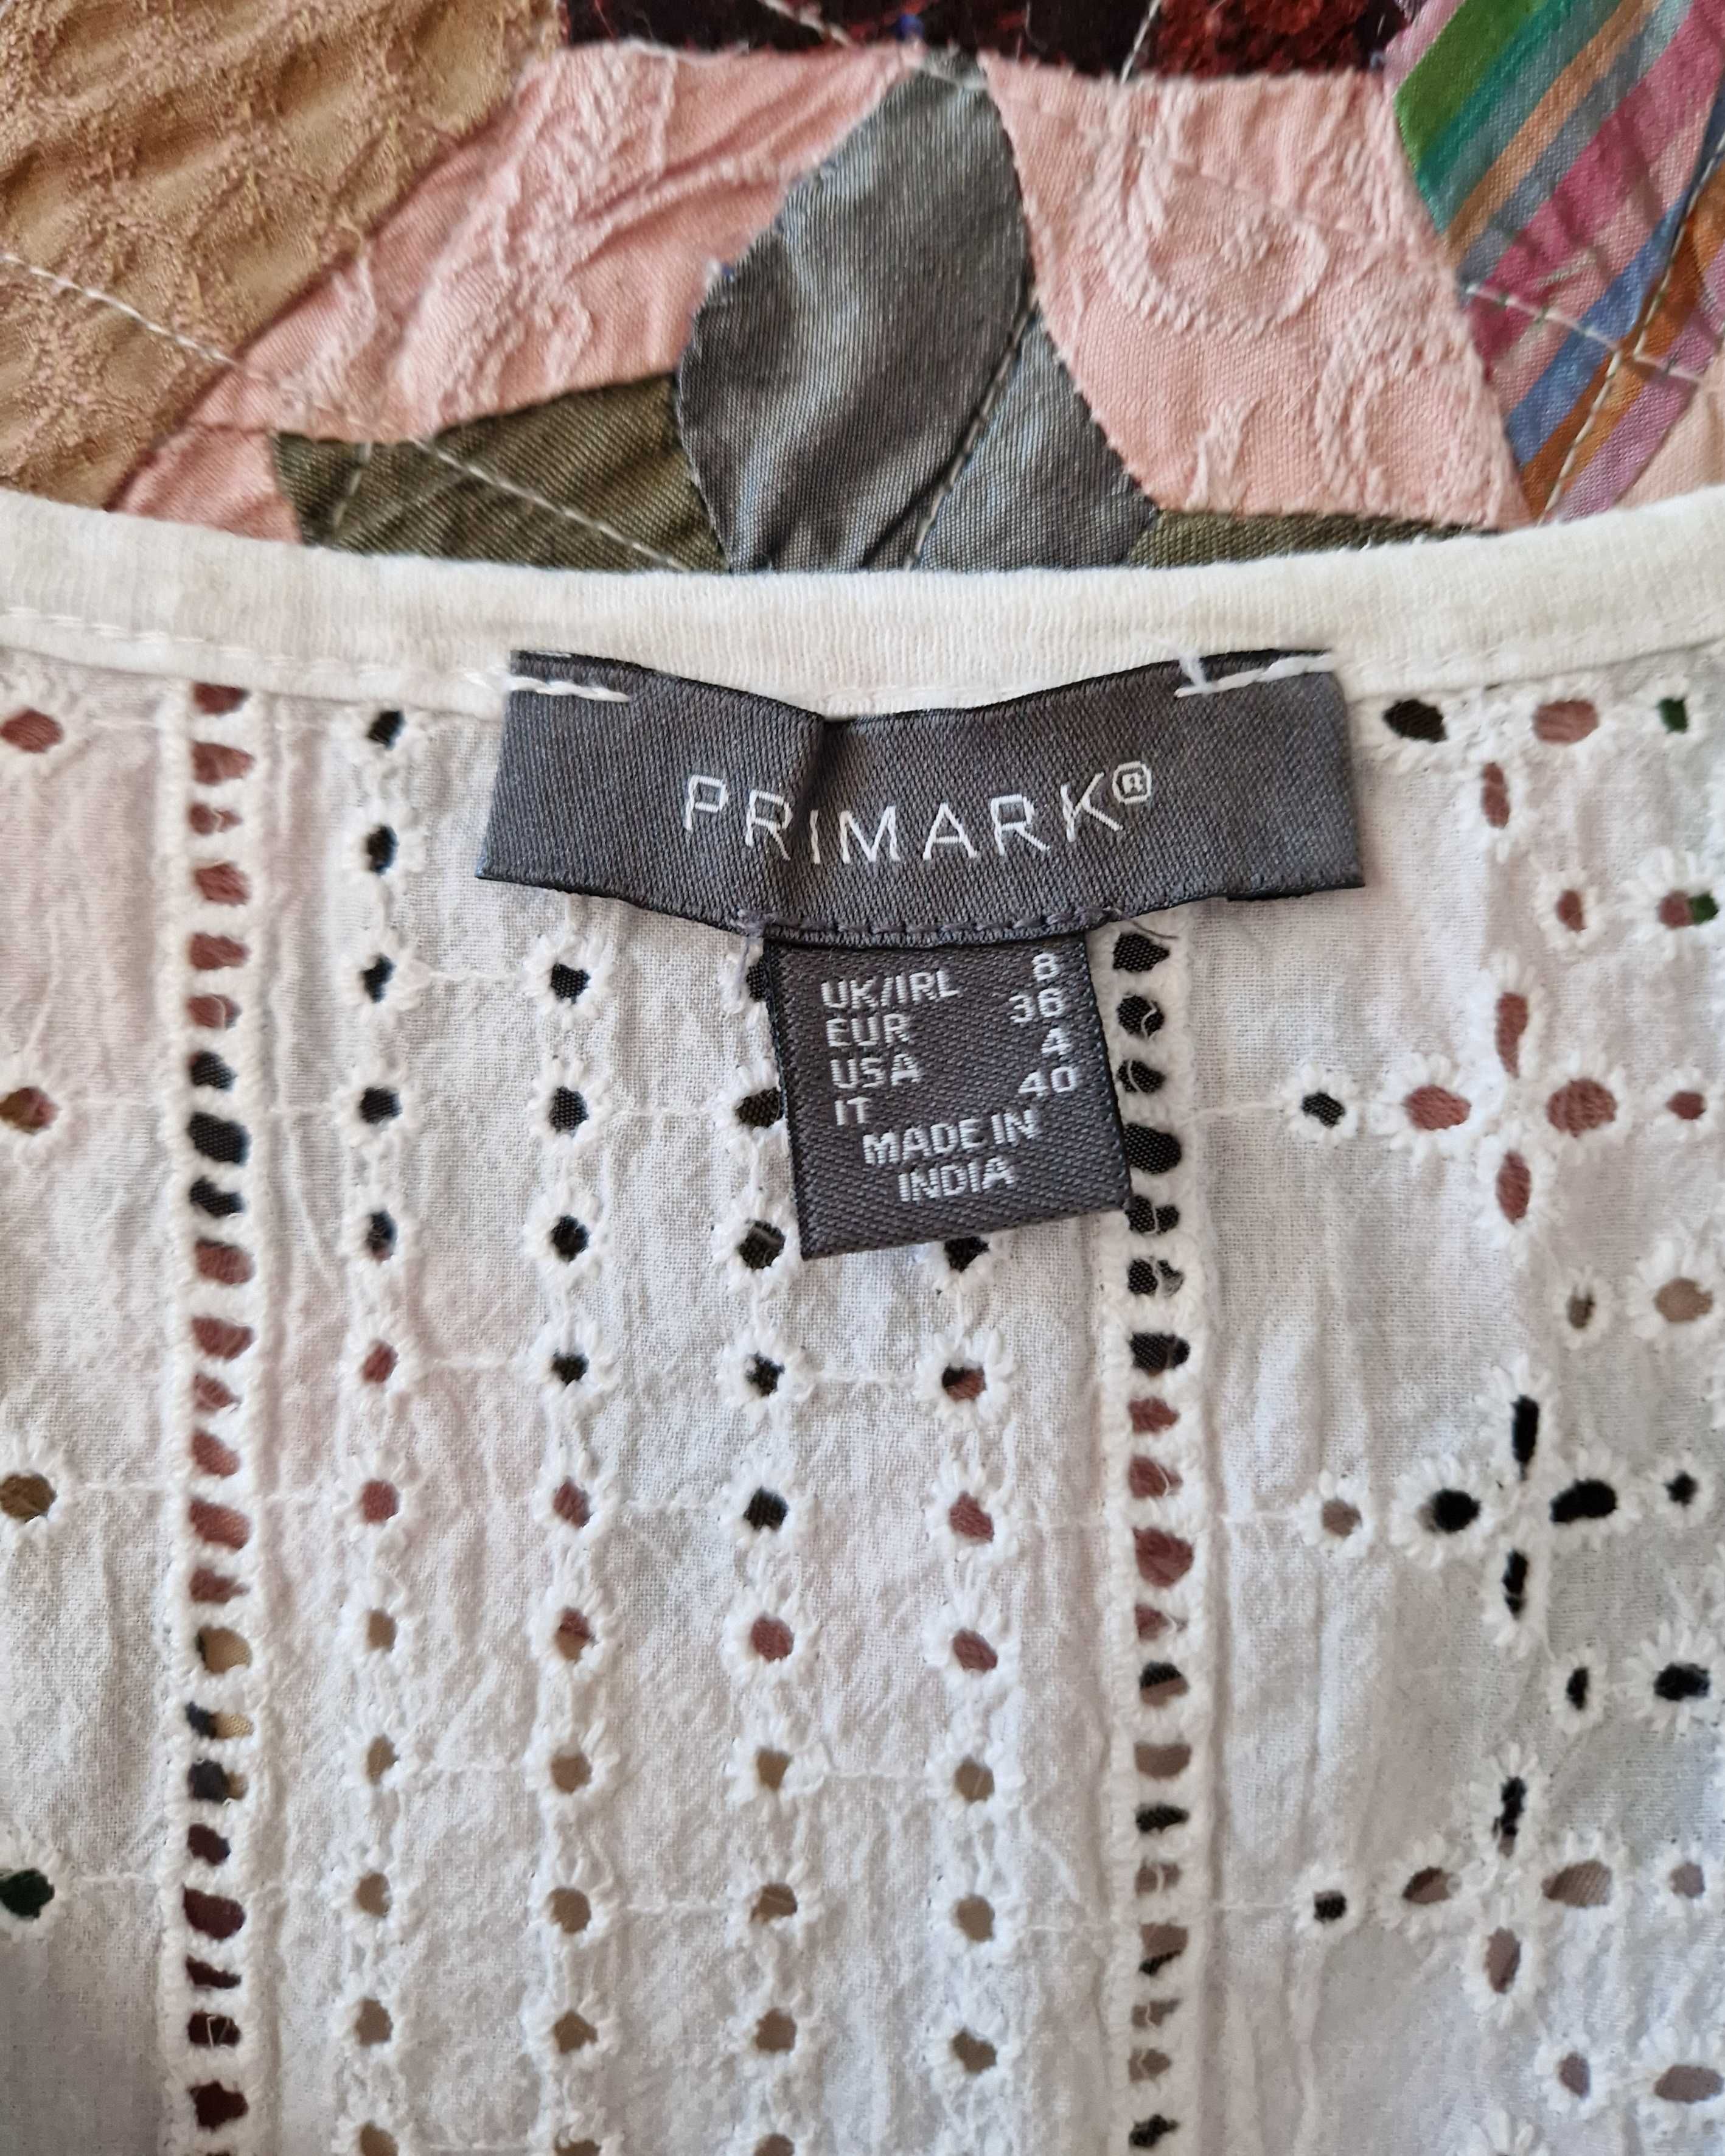 PRIMARK®
UK/IRL 8
EUR 36
USA 4
IT 40
MADE IN
INDIA